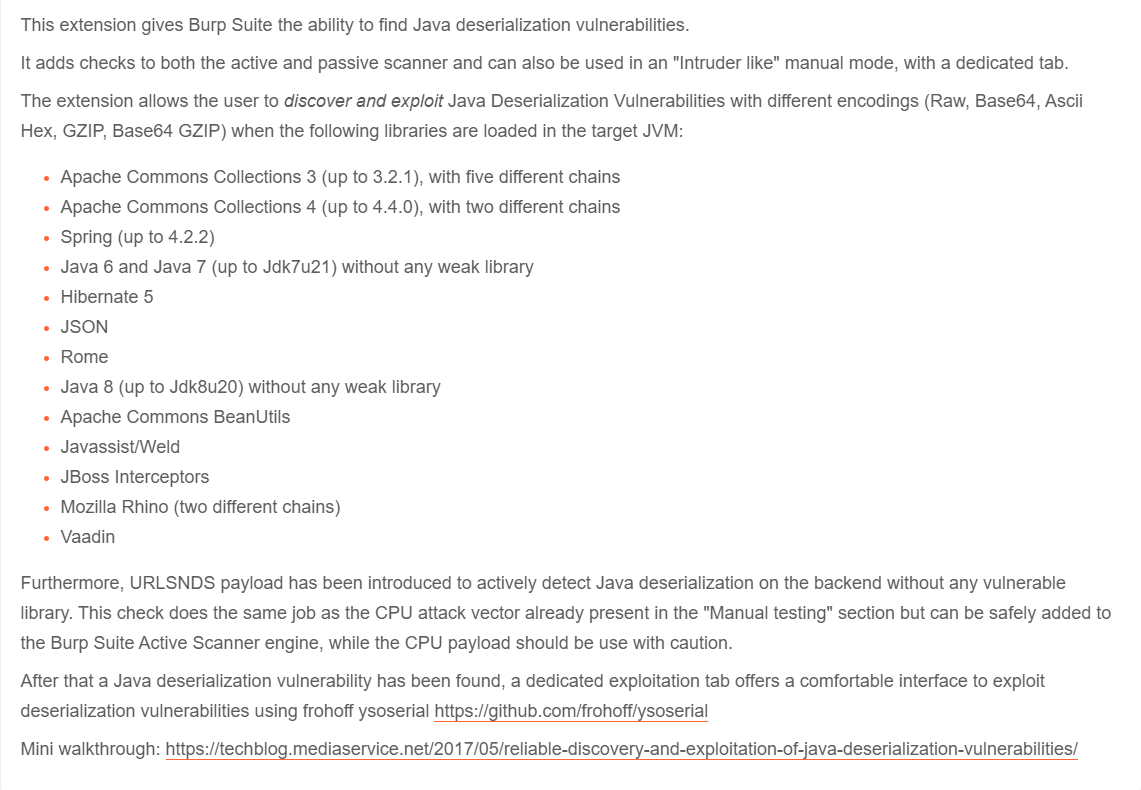 This extension gives Burp Suite the ability to find Java deserialization vulnerabilities.
It adds checks to both the active and passive scanner and can also be used in an "Intruder like" manual mode, with a dedicated tab.
The extension allows the user to discover and exploit Java Deserialization Vulnerabilities with different encodings (Raw, Base64, Ascii
Hex, GZIP, Base64 GZIP) when the following libraries are loaded in the target JVM:
• Apache Commons Collections 3 (up to 3.2.1), with five different chains
• Apache Commons Collections 4 (up to 4.4.0), with two different chains
• Spring (up to 4.2.2)
• Java 6 and Java 7 (up to Jdk7u21) without any weak library
• Hibernate 5
• JSON
• Rome
• Java 8 (up to Jdk8u20) without any weak library
• Apache Commons BeanUtils
• Javassist/Weld
• JBoss Interceptors
• Mozilla Rhino (two different chains)
• Vaadin
Furthermore, URLSNDS payload has been introduced to actively detect Java deserialization on the backend without any vulnerable
library. This check does the same job as the CPU attack vector already present in the "Manual testing" section but can be safely added to
the Burp Suite Active Scanner engine, while the CPU payload should be use with caution.
After that a Java deserialization vulnerability has been found, a dedicated exploitation tab offers a comfortable interface to exploit
deserialization vulnerabilities using frohoff ysoserial https://github.com/frohoff/ysoserial
Mini walkthrough: https://techblog.mediaservice.net/2017/05/reliable-discovery-and-exploitation-of-java-deserialization-vulnerabilities/